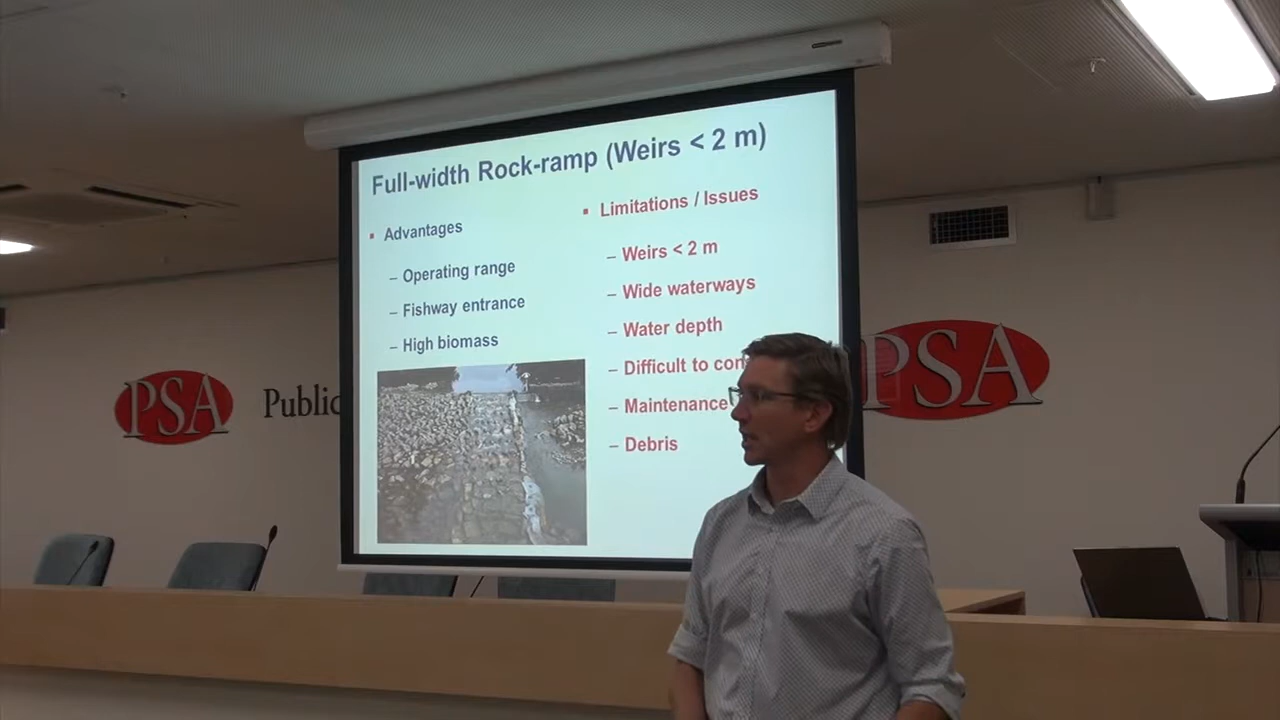 Full-width Rock-ramp (Weirs < 2 m)
▪ Advantages
– Operating range
– Fishway entrance
– High biomass
▪ Limitations / Issues
– Weirs < 2 m
– Wide waterways
– Water depth
– Difficult to con
– Maintenance
– Debris
PSA
Public
PSA